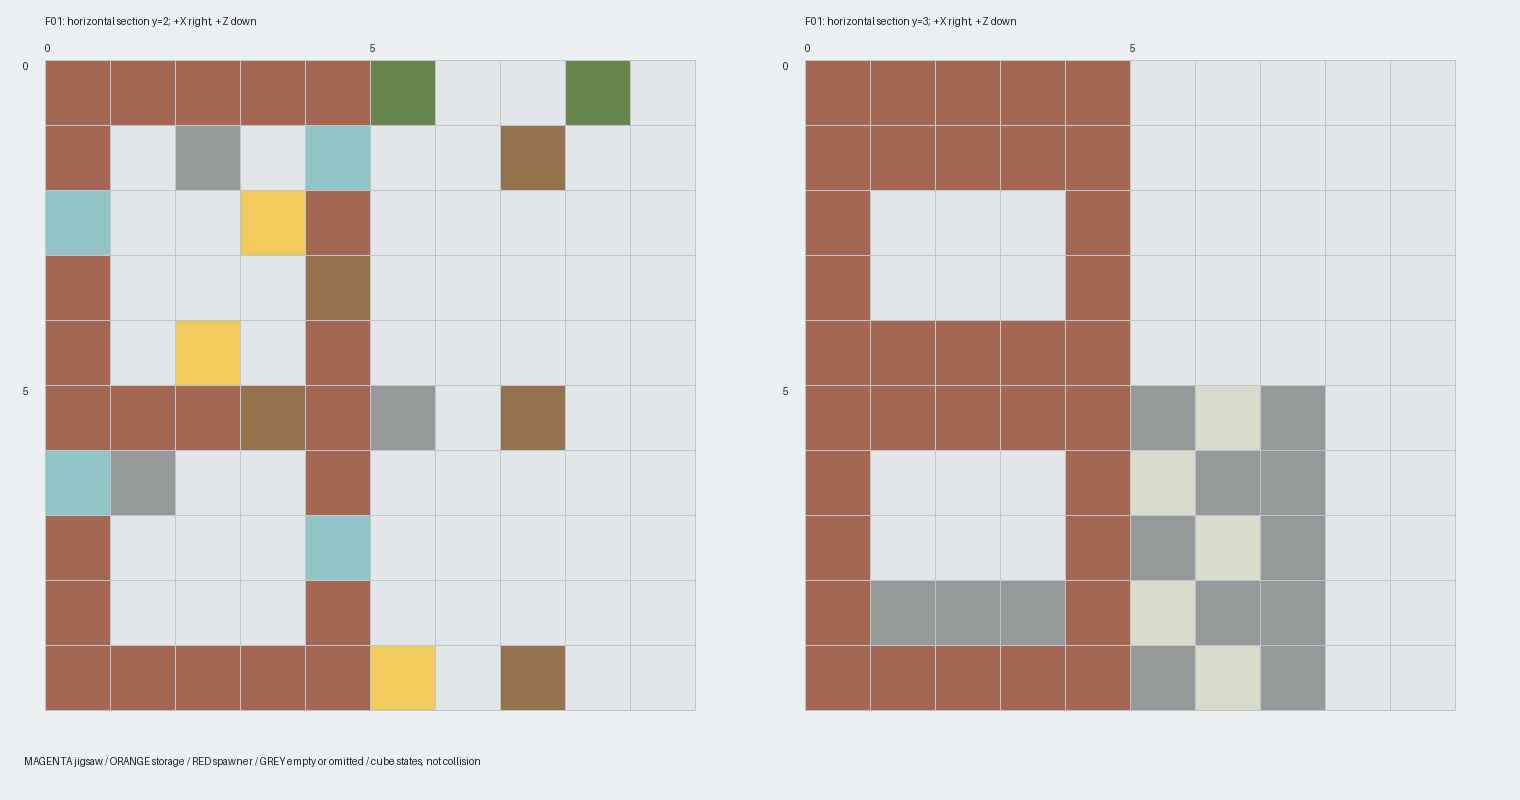 F01: horizontal section y=2; +X right, +Z down
F01: horizontal section y=3; +X right, +Z down
0 5
0 5
0
5
0
5
MAGENTA jigsaw / ORANGE storage / RED spawner / GREY empty or omitted / cube states, not collision